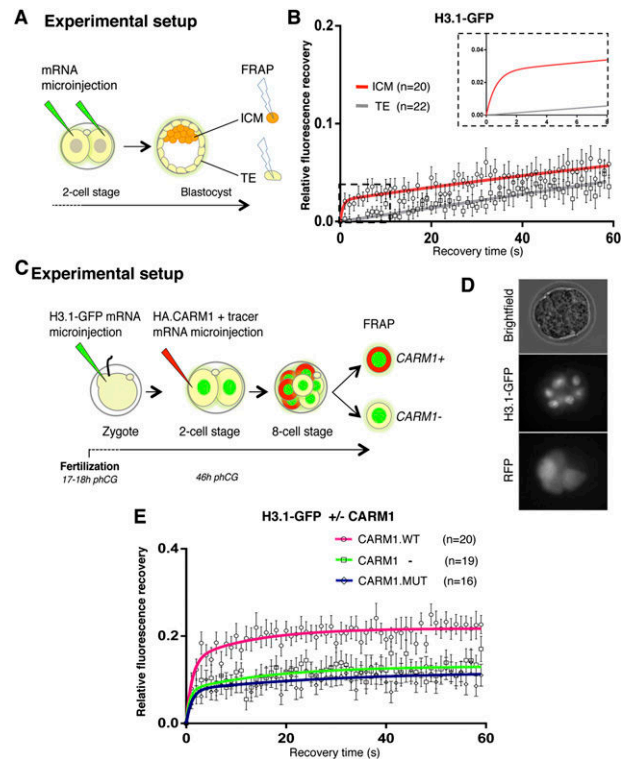 A Experimental setup
mRNA
microinjection
FRAP
ICM
TE
2-cell stage
Blastocyst
B
H3.1-GFP
Relative fluorescence recovery
0.2
0.1
0.0
ICM (n=20)
TE (n=22)
0.04
0.02
0.00
0 2 4 6 8
0 20 40 60
Recovery time (s)
C Experimental setup
H3.1-GFP mRNA
microinjection
HA.CARM1 + tracer
mRNA microinjection
FRAP
CARM1+
CARM1-
Zygote
2-cell stage
8-cell stage
Fertilization
17-18h phCG
46h phCG
D
Brightfield
H3.1-GFP
RFP
E
H3.1-GFP +/- CARM1
Relative fluorescence recovery
0.4
0.2
0.0
CARM1.WT (n=20)
CARM1 - (n=19)
CARM1.MUT (n=16)
0 20 40 60
Recovery time (s)